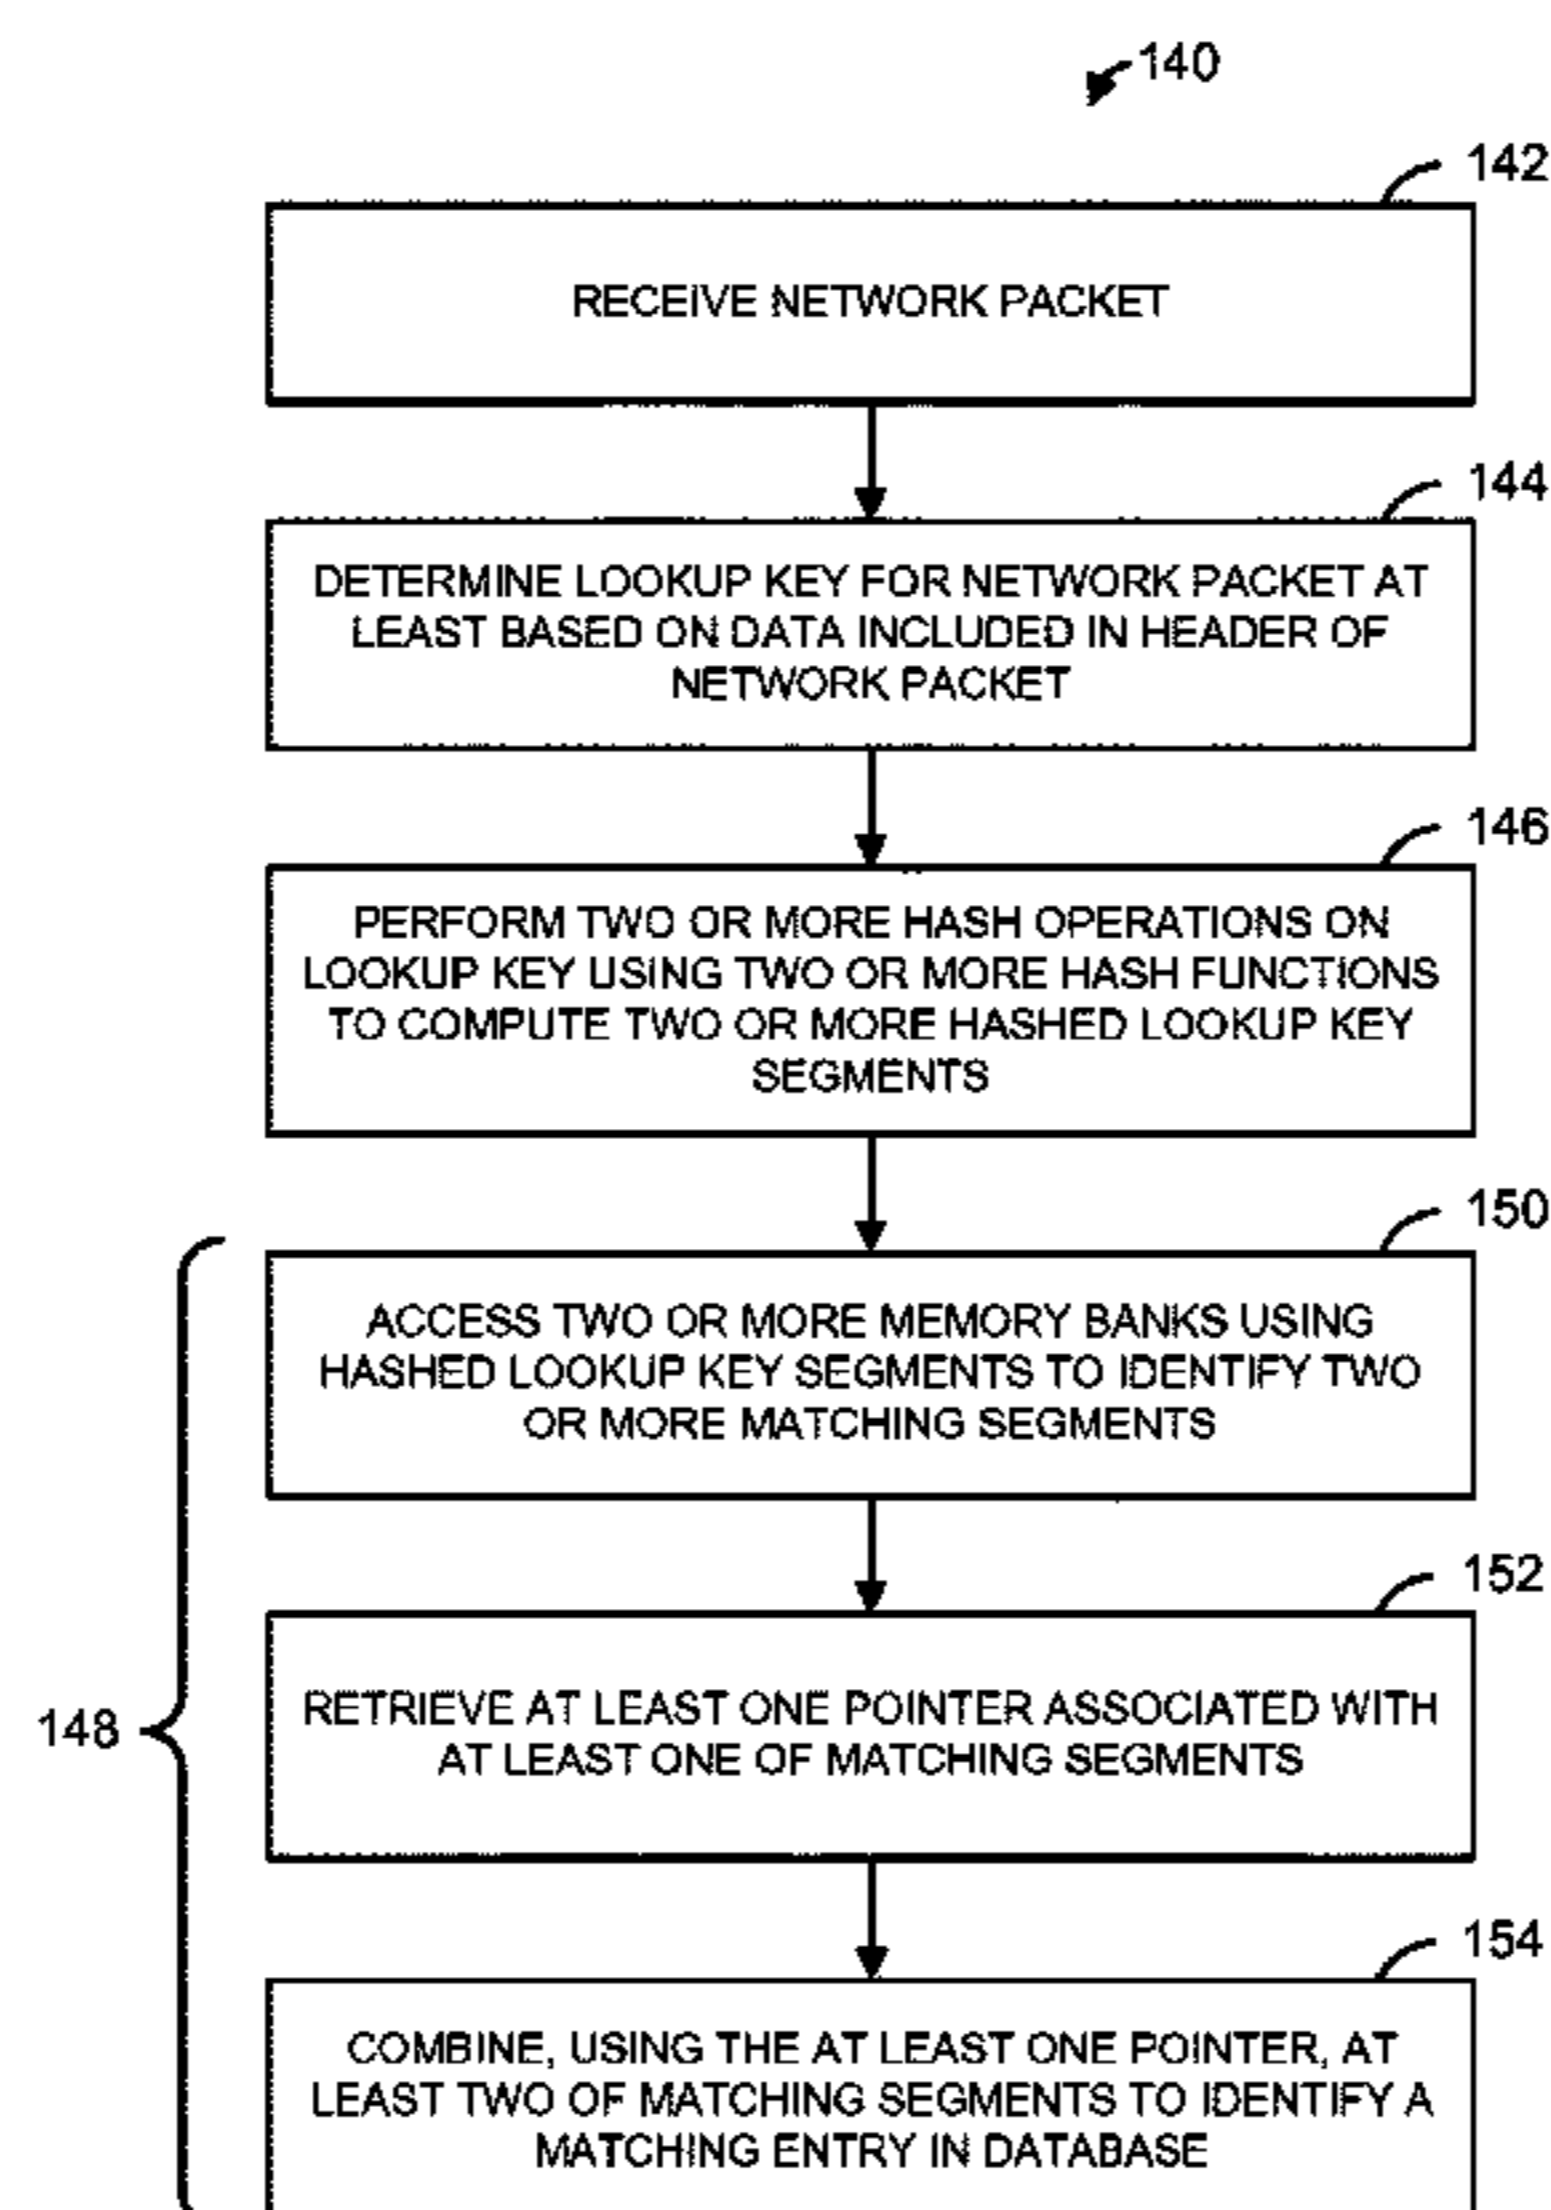 140
142
RECEIVE NETWORK PACKET
144
DETERMINE LOOKUP KEY FOR NETWORK PACKET AT
LEAST BASED ON DATA INCLUDED IN HEADER OF
NETWORK PACKET
146
PERFORM TWO OR MORE HASH OPERATIONS ON
LOOKUP KEY USING TWO OR MORE HASH FUNCTIONS
TO COMPUTE TWO OR MORE HASHED LOOKUP KEY
SEGMENTS
150
ACCESS TWO OR MORE MEMORY BANKS USING
HASHED LOOKUP KEY SEGMENTS TO IDENTIFY TWO
OR MORE MATCHING SEGMENTS
152
RETRIEVE AT LEAST ONE POINTER ASSOCIATED WITH
AT LEAST ONE OF MATCHING SEGMENTS
148
154
COMBINE, USING THE AT LEAST ONE POINTER, AT
LEAST TWO OF MATCHING SEGMENTS TO IDENTIFY A
MATCHING ENTRY IN DATABASE